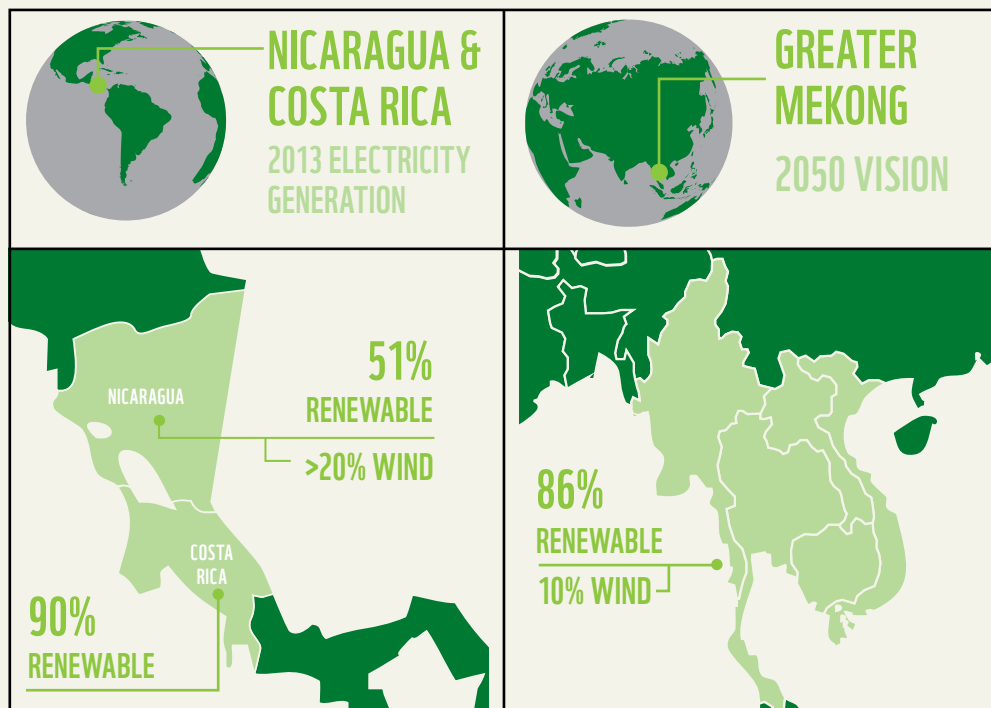 NICARAGUA &
COSTA RICA
2013 ELECTRICITY
GENERATION
GREATER
MEKONG
2050 VISION
51%
RENEWABLE
NICARAGUA
>20% WIND
COSTA
RICA
90%
RENEWABLE
86%
RENEWABLE
10% WIND